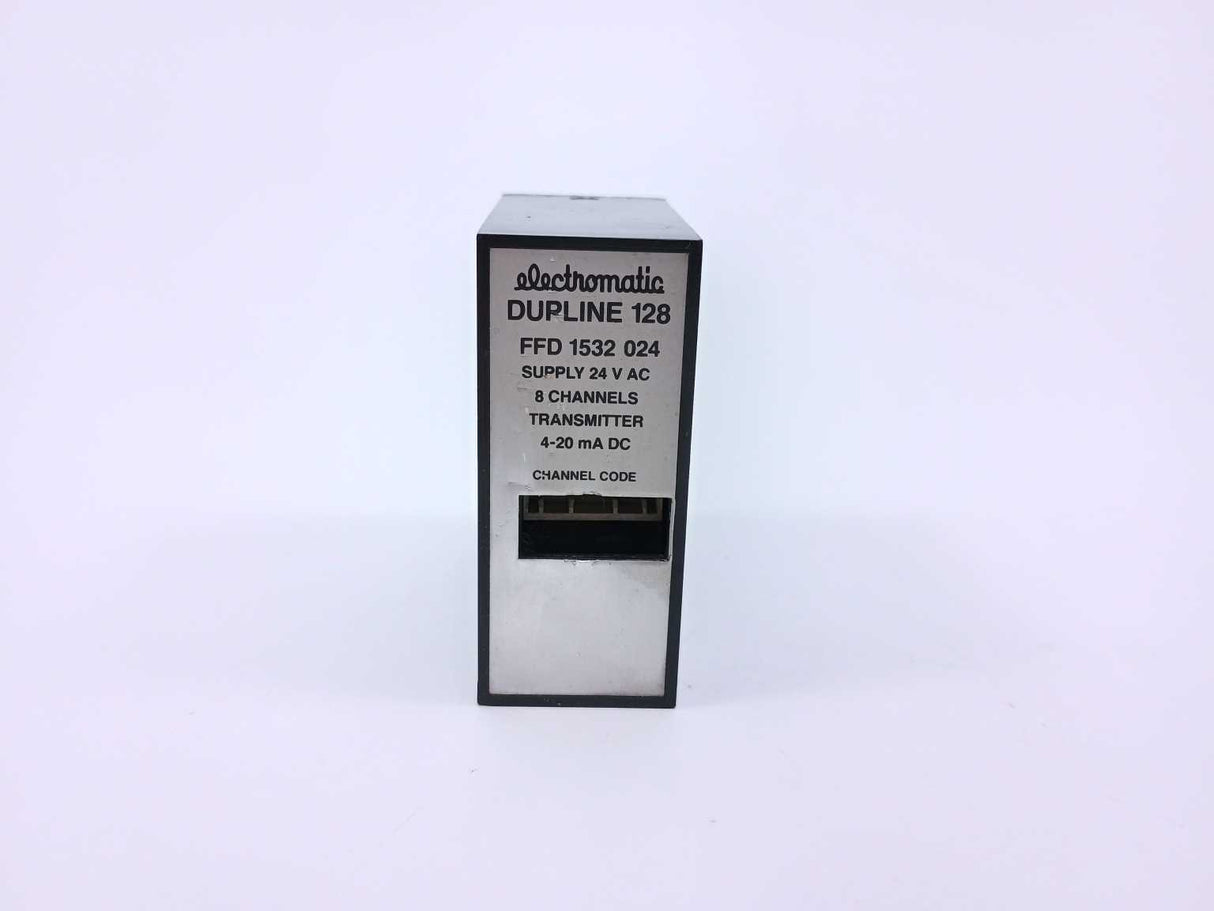 electromatic
DUPLINE 128
FFD 1532 024
SUPPLY 24 V AC
8 CHANNELS
TRANSMITTER
4-20 mA DC
CHANNEL CODE